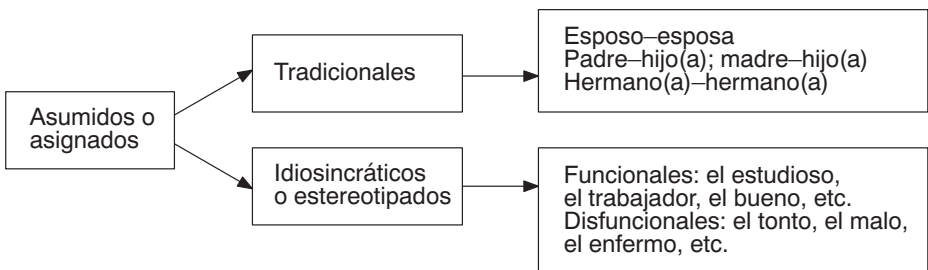 Asumidos o
asignados
Tradicionales
Esposo–esposa
Padre–hijo(a); madre–hijo(a)
Hermano(a)–hermano(a)
Idiosincráticos
o estereotipados
Funcionales: el estudioso,
el trabajador, el bueno, etc.
Disfuncionales: el tonto, el malo,
el enfermo, etc.